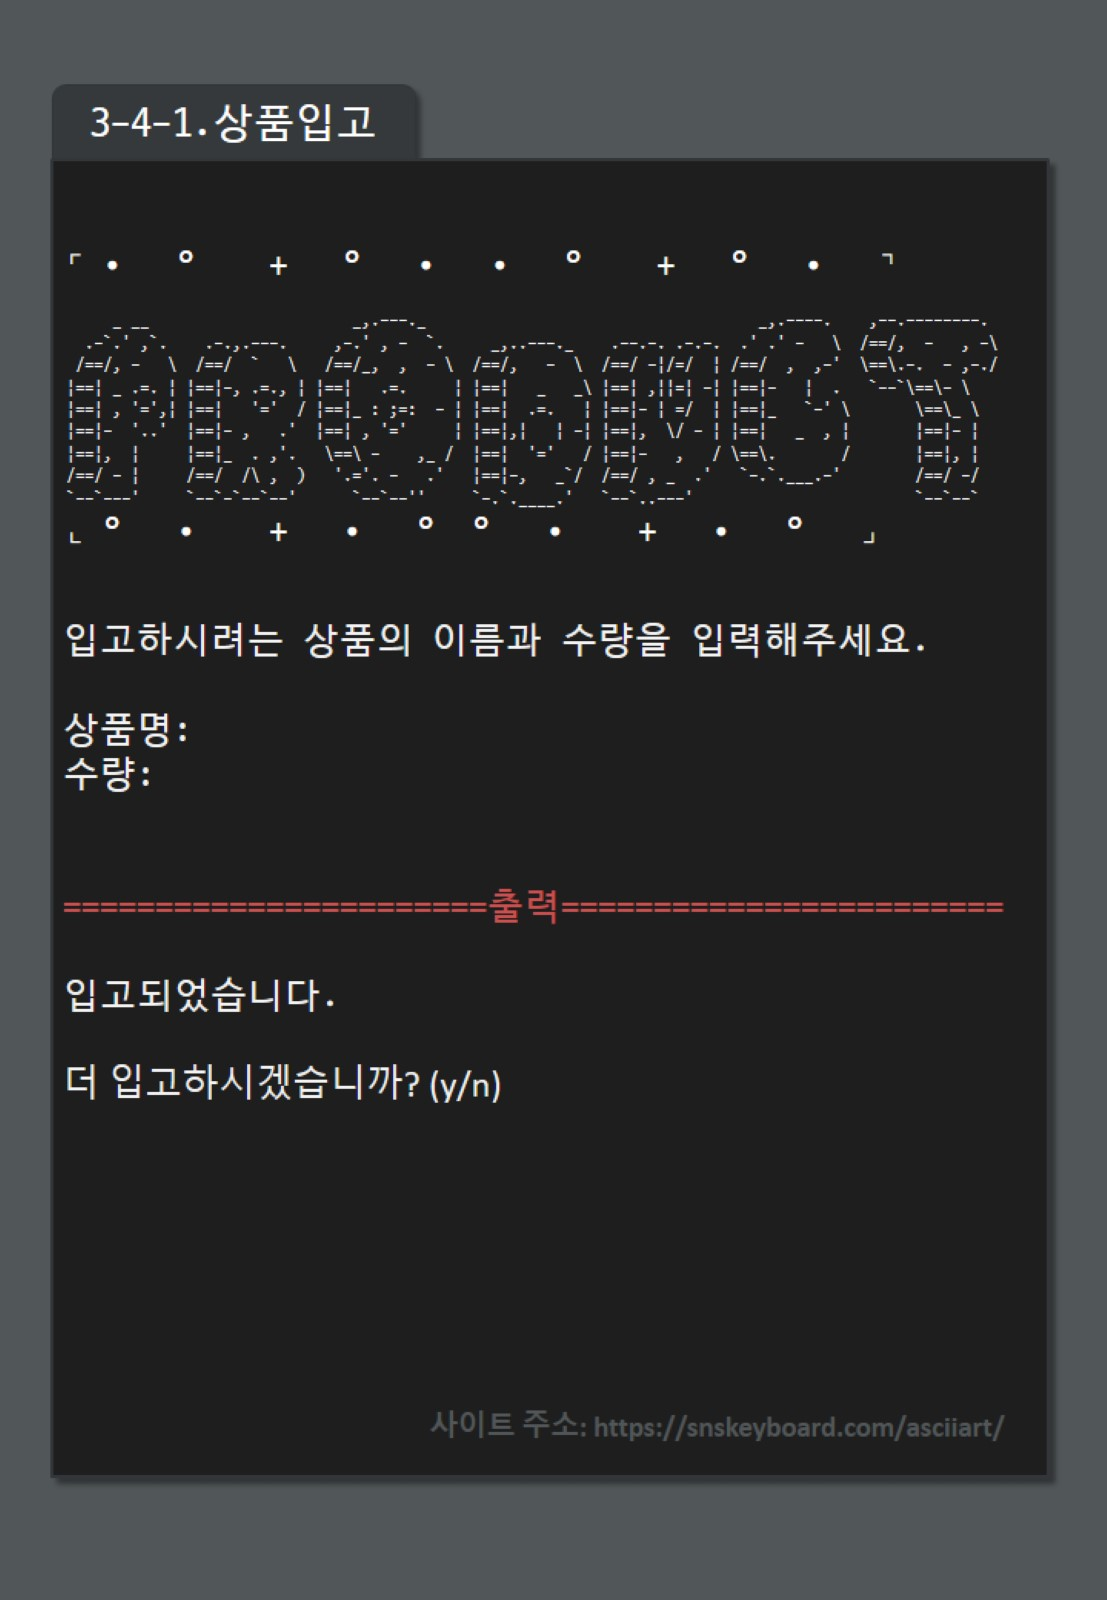 3-4-1.상품입고
「 •   °    +   °   •   •   °    +   °   •   ㄱ
PRODUCT
ㄴ °   •    +   •   °  °   •    +   •   °   」
입고하시려는 상품의 이름과 수량을 입력해주세요.
상품명:
수량:
=======================출력========================
입고되었습니다.
더 입고하시겠습니까? (y/n)
사이트 주소: https://snskeyboard.com/asciiart/